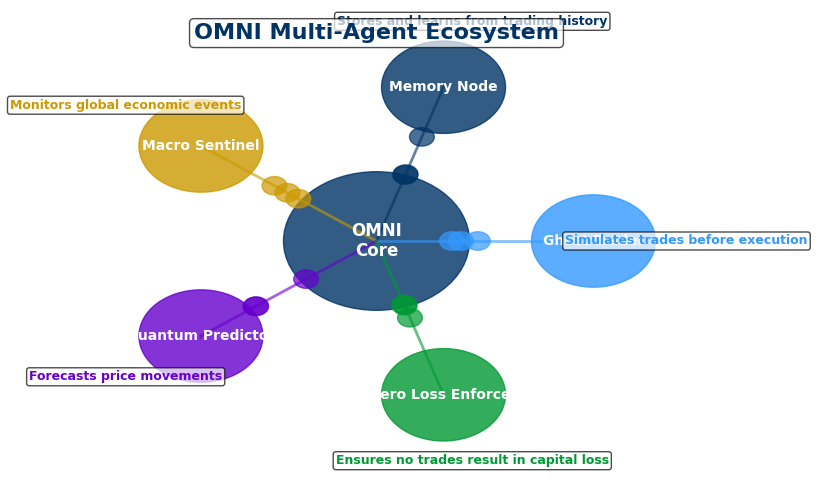 Stores and learns from trading history
OMNI Multi-Agent Ecosystem
Memory Node
Monitors global economic events
Macro Sentinel
OMNI
Core
Simulates trades before execution
uantum Predicto
Forecasts price movements
ero Loss Enforce
Ensures no trades result in capital loss